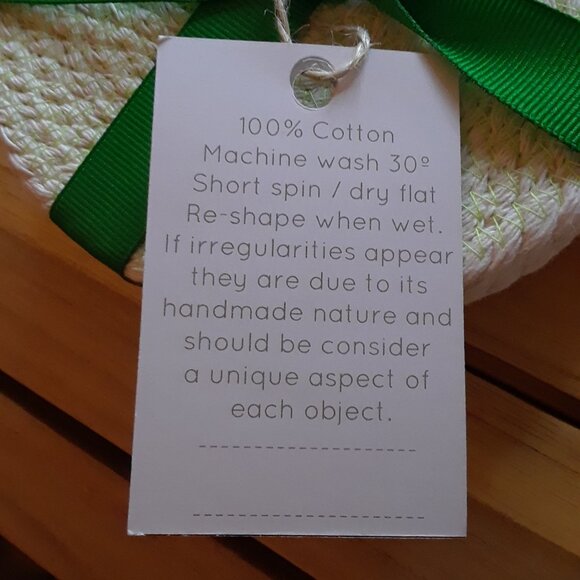 100% Cotton
Machine wash 30º
Short spin / dry flat
Re-shape when wet.
If irregularities appear
they are due to its
handmade nature and
should be consider
a unique aspect of
each object.